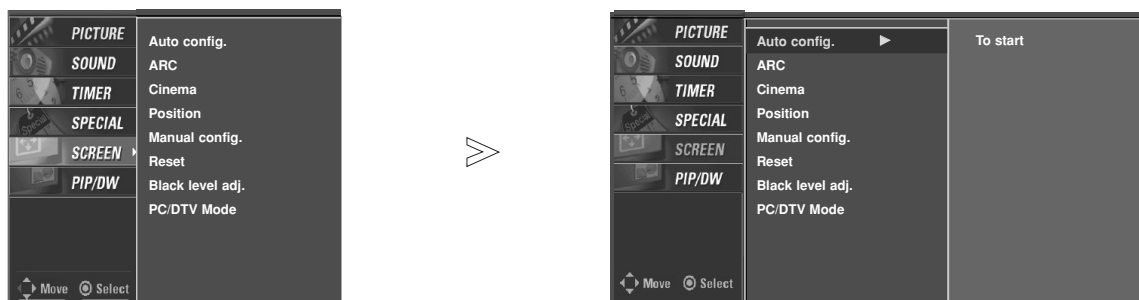 PICTURE
SOUND
TIMER
SPECIAL
SCREEN
PIP/DW
Auto config.
ARC
Cinema
Position
Manual config.
Reset
Black level adj.
PC/DTV Mode
Move Select
PICTURE
SOUND
TIMER
SPECIAL
SCREEN
PIP/DW
Auto config.
ARC
Cinema
Position
Manual config.
Reset
Black level adj.
PC/DTV Mode
To start
Move Select